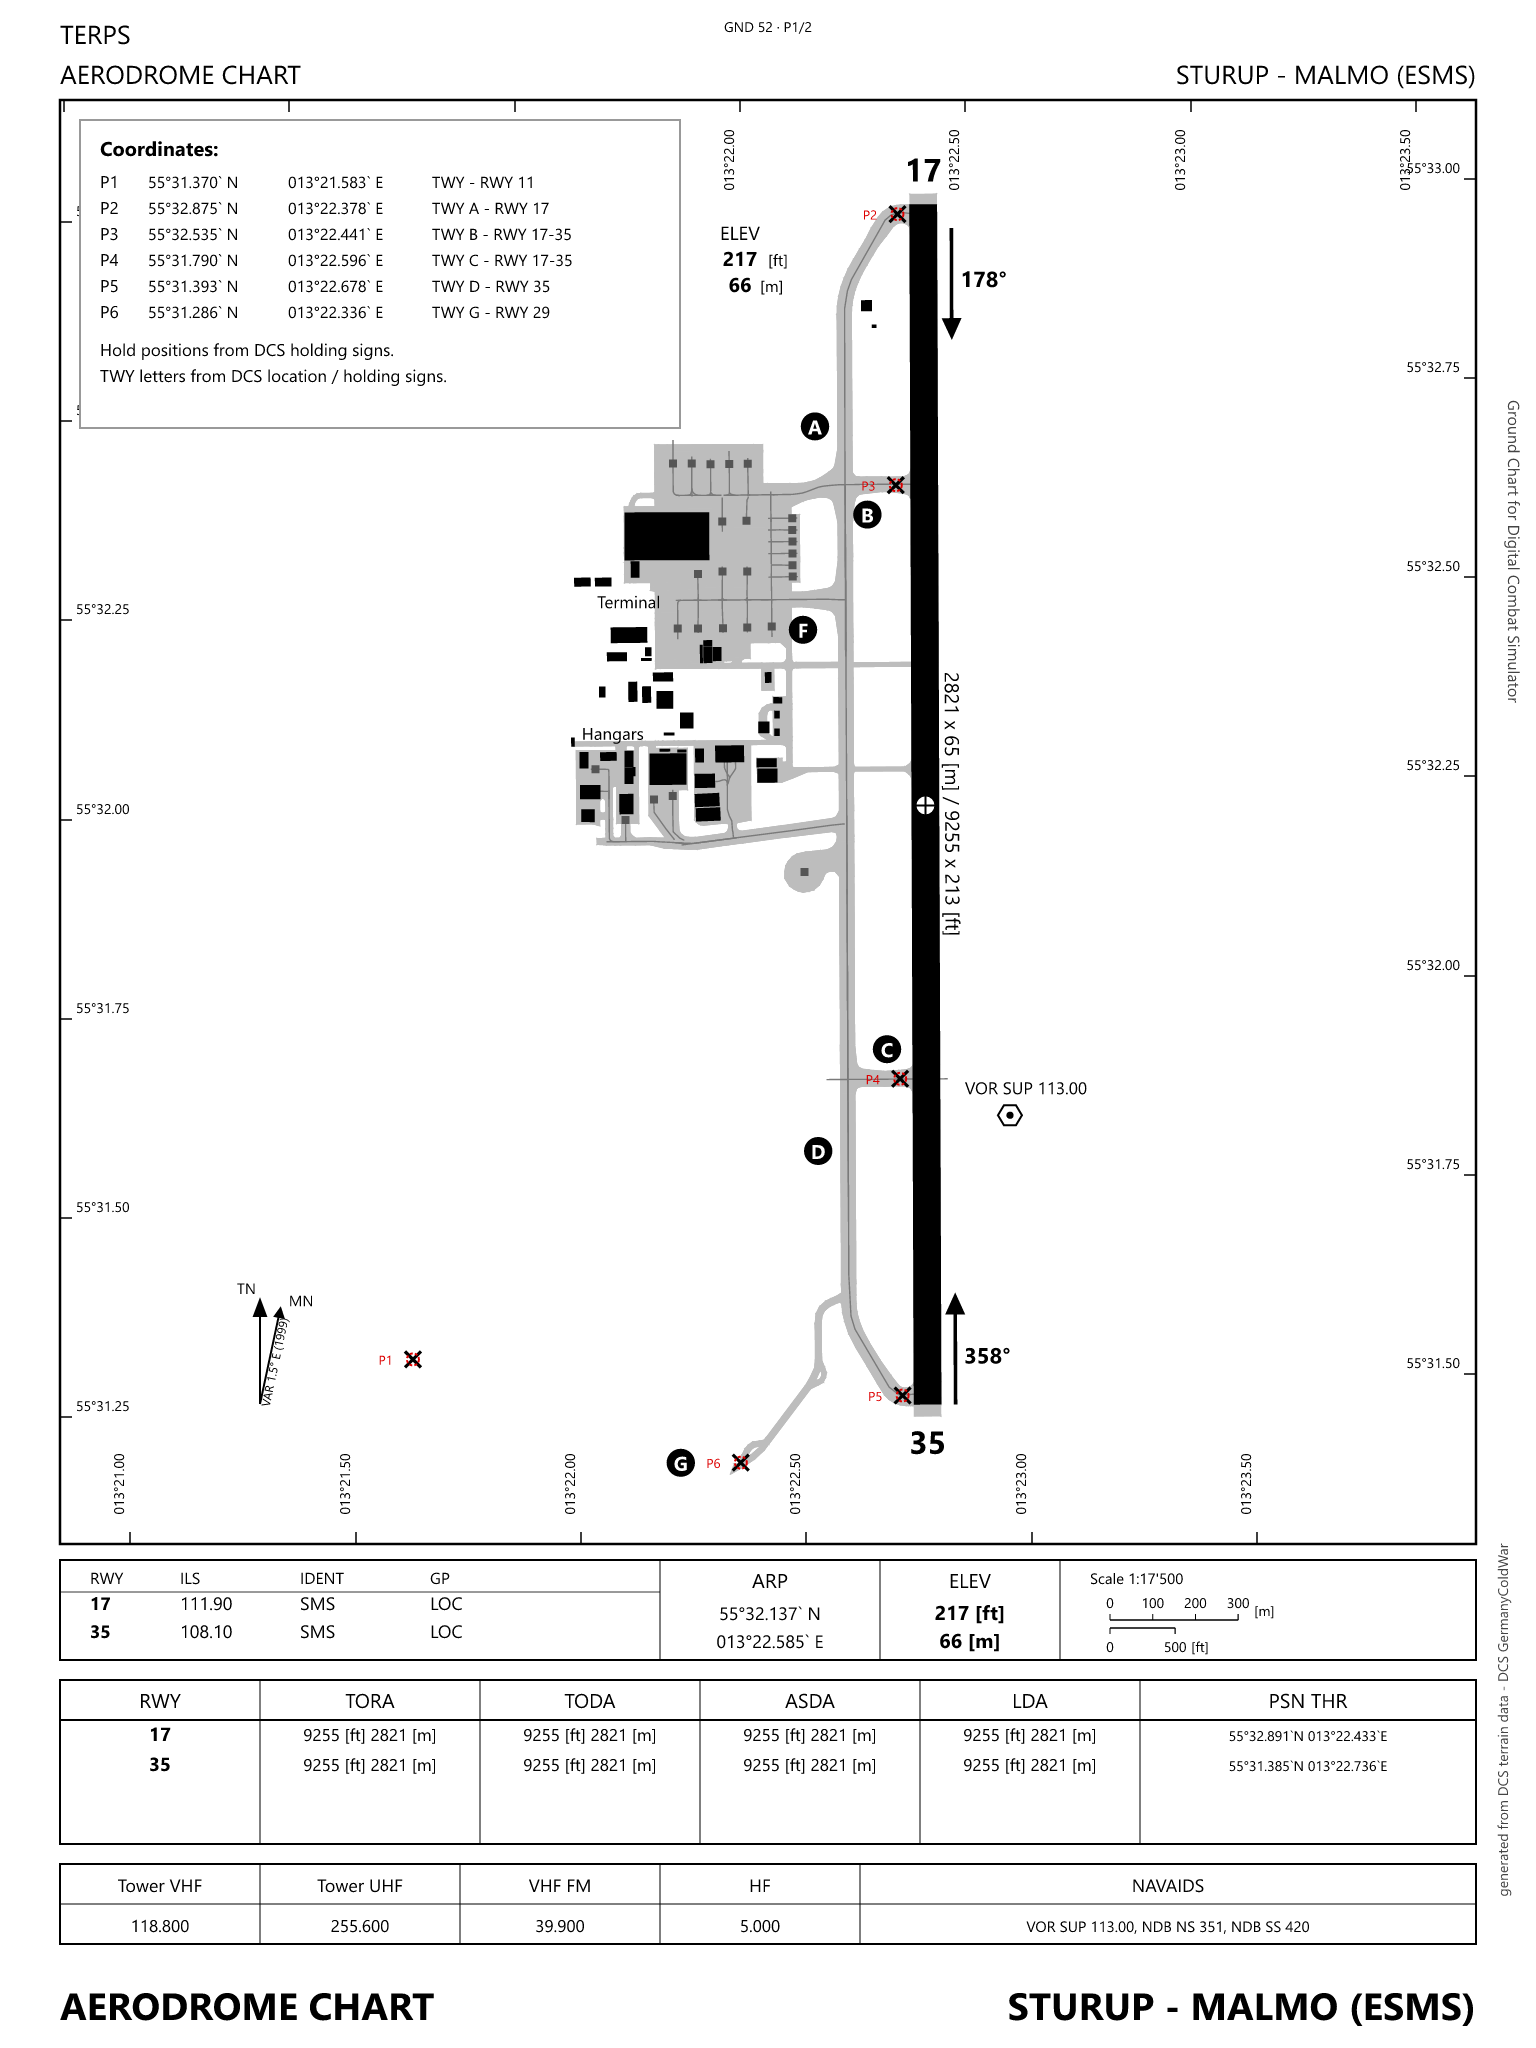 GND 52 · P1/2
TERPS
AERODROME CHART
STURUP - MALMO (ESMS)
Coordinates:
P1 55°31.370` N 013°21.583` E TWY - RWY 11
P2 55°32.875` N 013°22.378` E TWY A - RWY 17
P3 55°32.535` N 013°22.441` E TWY B - RWY 17-35
P4 55°31.790` N 013°22.596` E TWY C - RWY 17-35
P5 55°31.393` N 013°22.678` E TWY D - RWY 35
P6 55°31.286` N 013°22.336` E TWY G - RWY 29
Hold positions from DCS holding signs.
TWY letters from DCS location / holding signs.
013°22.00
013°22.50
013°23.00
013°23.50
55°33.00
17
P2
ELEV
217 [ft]
66 [m]
178°
55°32.75
A
P3
B
55°32.50
Terminal
55°32.25
F
2821 x 65 [m] / 9255 x 213 [ft]
Hangars
55°32.25
55°32.00
55°32.00
55°31.75
C
P4
VOR SUP 113.00
D
55°31.75
55°31.50
TN
MN
VAR 1.5° E (1999)
P1
358°
55°31.50
P5
55°31.25
35
G
P6
013°21.00
013°21.50
013°22.00
013°22.50
013°23.00
013°23.50
Ground Chart for Digital Combat Simulator
generated from DCS terrain data - DCS GermanyColdWar
RWY ILS IDENT GP
17 111.90 SMS LOC
35 108.10 SMS LOC
ARP
55°32.137` N
013°22.585` E
ELEV
217 [ft]
66 [m]
Scale 1:17'500
0 100 200 300 [m]
0 500 [ft]
RWY TORA TODA ASDA LDA PSN THR
17 9255 [ft] 2821 [m] 9255 [ft] 2821 [m] 9255 [ft] 2821 [m] 9255 [ft] 2821 [m] 55°32.891`N 013°22.433`E
35 9255 [ft] 2821 [m] 9255 [ft] 2821 [m] 9255 [ft] 2821 [m] 9255 [ft] 2821 [m] 55°31.385`N 013°22.736`E
Tower VHF Tower UHF VHF FM HF NAVAIDS
118.800 255.600 39.900 5.000 VOR SUP 113.00, NDB NS 351, NDB SS 420
AERODROME CHART
STURUP - MALMO (ESMS)